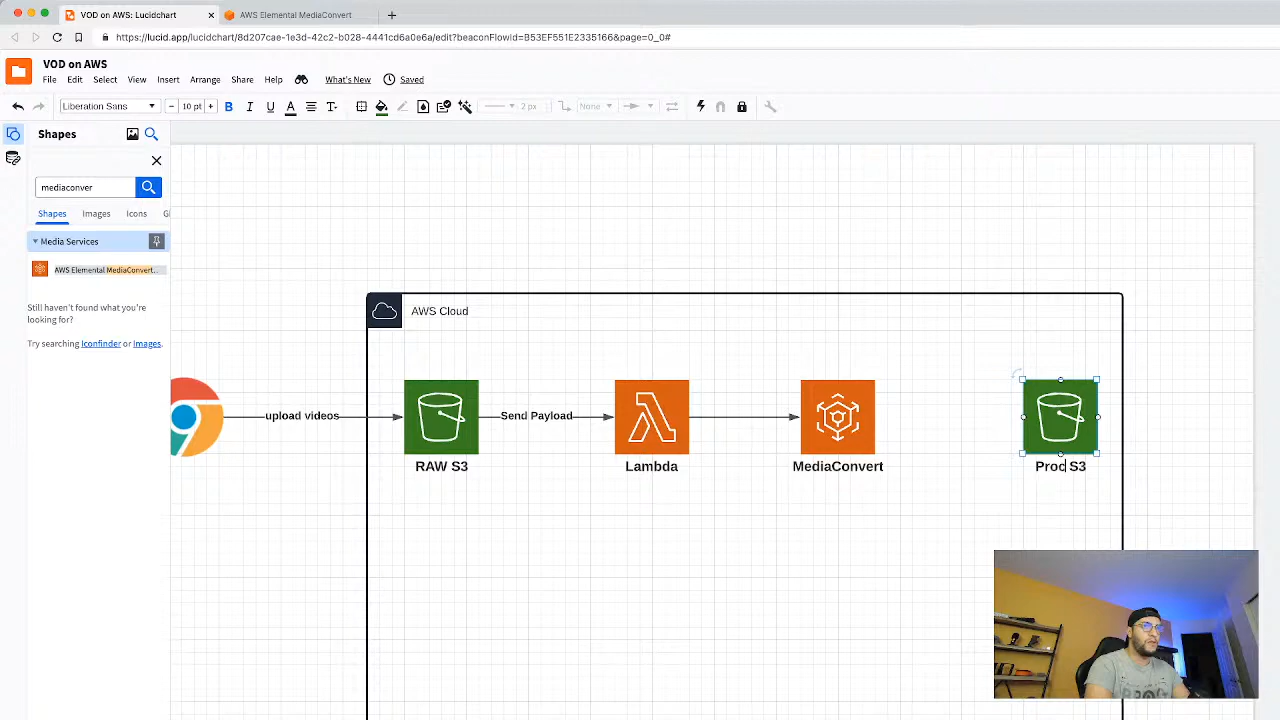 VOD on AWS: Lucidchart
AWS Elemental MediaConvert
https://lucid.app/lucidchart/8d207cae-1e3d-42c2-b028-4441cd6a0e6a/edit?beaconFlowId=B53EF551E2335166&page=0_0#
VOD on AWS
File Edit Select View Insert Arrange Share Help What's New Saved
Liberation Sans 10 pt B I U A T 2 px None
Shapes
mediaconver
Shapes Images Icons Gl
Media Services
AWS Elemental MediaConvert...
Still haven't found what you're
looking for?
Try searching Iconfinder or Images.
AWS Cloud
upload videos
Send Payload
RAW S3
Lambda
MediaConvert
Proc S3